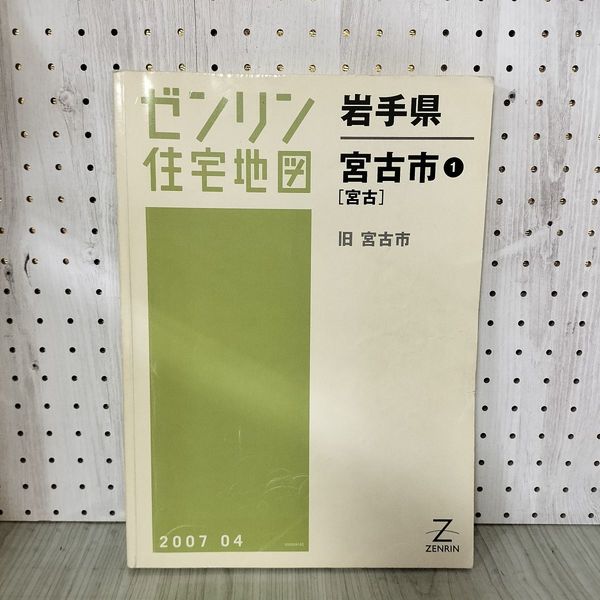 ゼンリン
住宅地図
岩手県
宮古市❶
[宮古]
旧 宮古市
2007 04
Z
ZENRIN